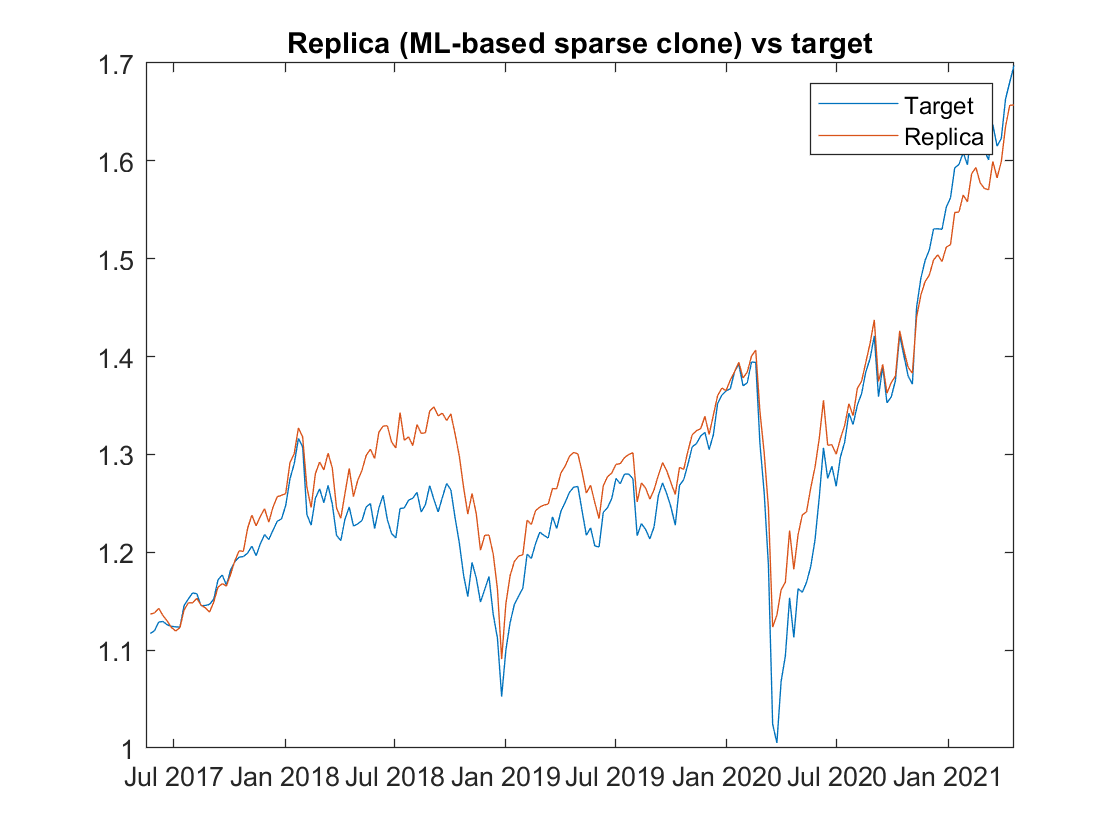 Replica (ML-based sparse clone) vs target
1.7
1.6
1.5
1.4
1.3
1.2
1.1
1
Target
Replica
Jul 2017 Jan 2018 Jul 2018 Jan 2019 Jul 2019 Jan 2020 Jul 2020 Jan 2021